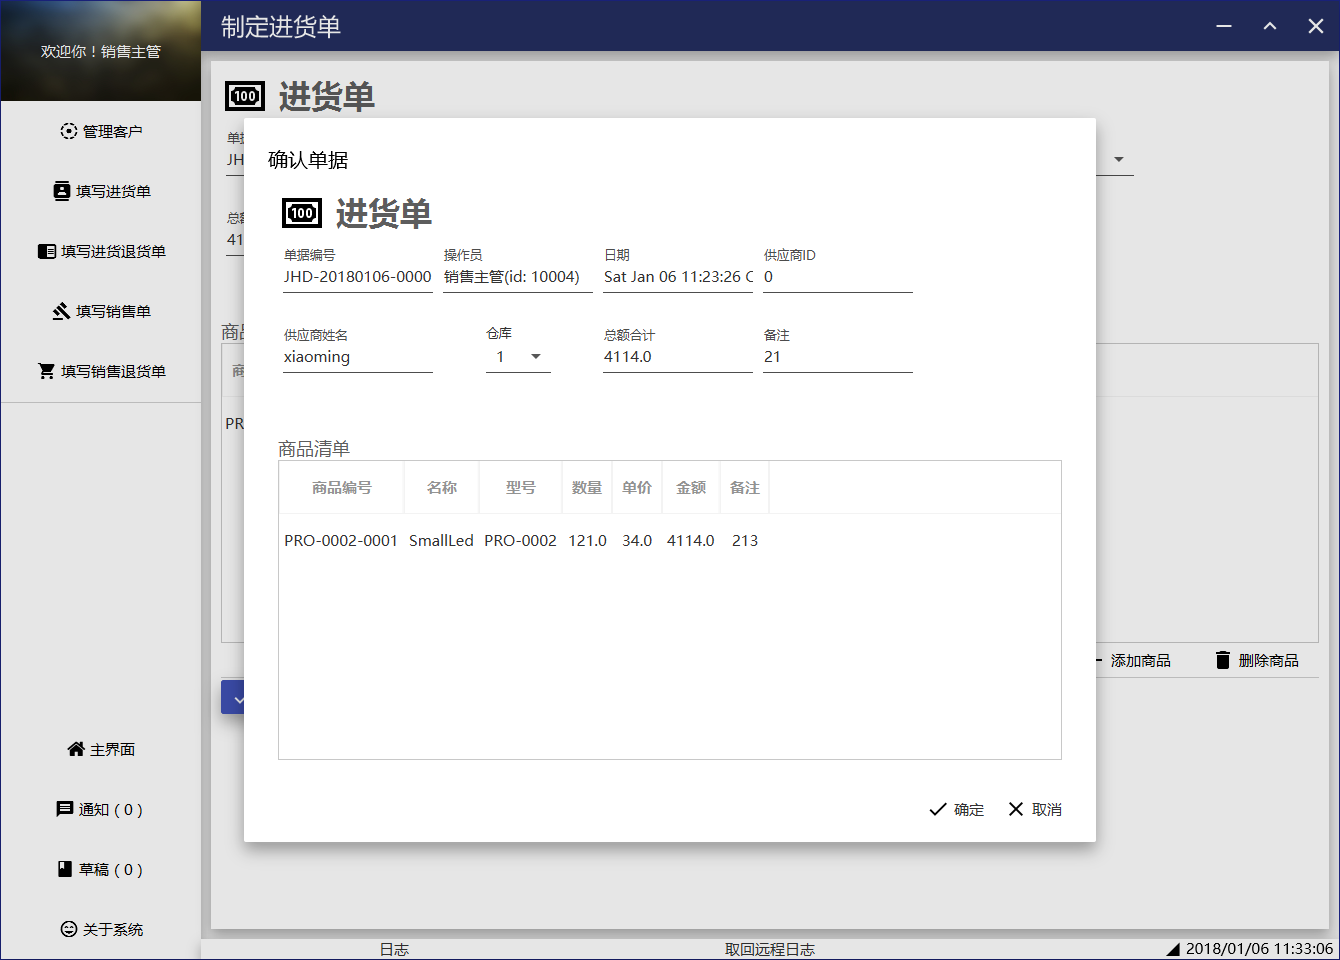 欢迎你！销售主管
制定进货单
管理客户
填写进货单
填写进货退货单
填写销售单
填写销售退货单
主界面
通知 ( 0 )
草稿 ( 0 )
关于系统
100 进货单
JH
41
PR
确认单据
100 进货单
单据编号 操作员 日期 供应商ID
JHD-20180106-0000 销售主管(id: 10004) Sat Jan 06 11:23:26 C 0
供应商姓名 仓库 总额合计 备注
xiaoming 1 4114.0 21
商品清单
商品编号 名称 型号 数量 单价 金额 备注
PRO-0002-0001 SmallLed PRO-0002 121.0 34.0 4114.0 213
确定 取消
添加商品 删除商品
日志 取回远程日志 2018/01/06 11:33:06